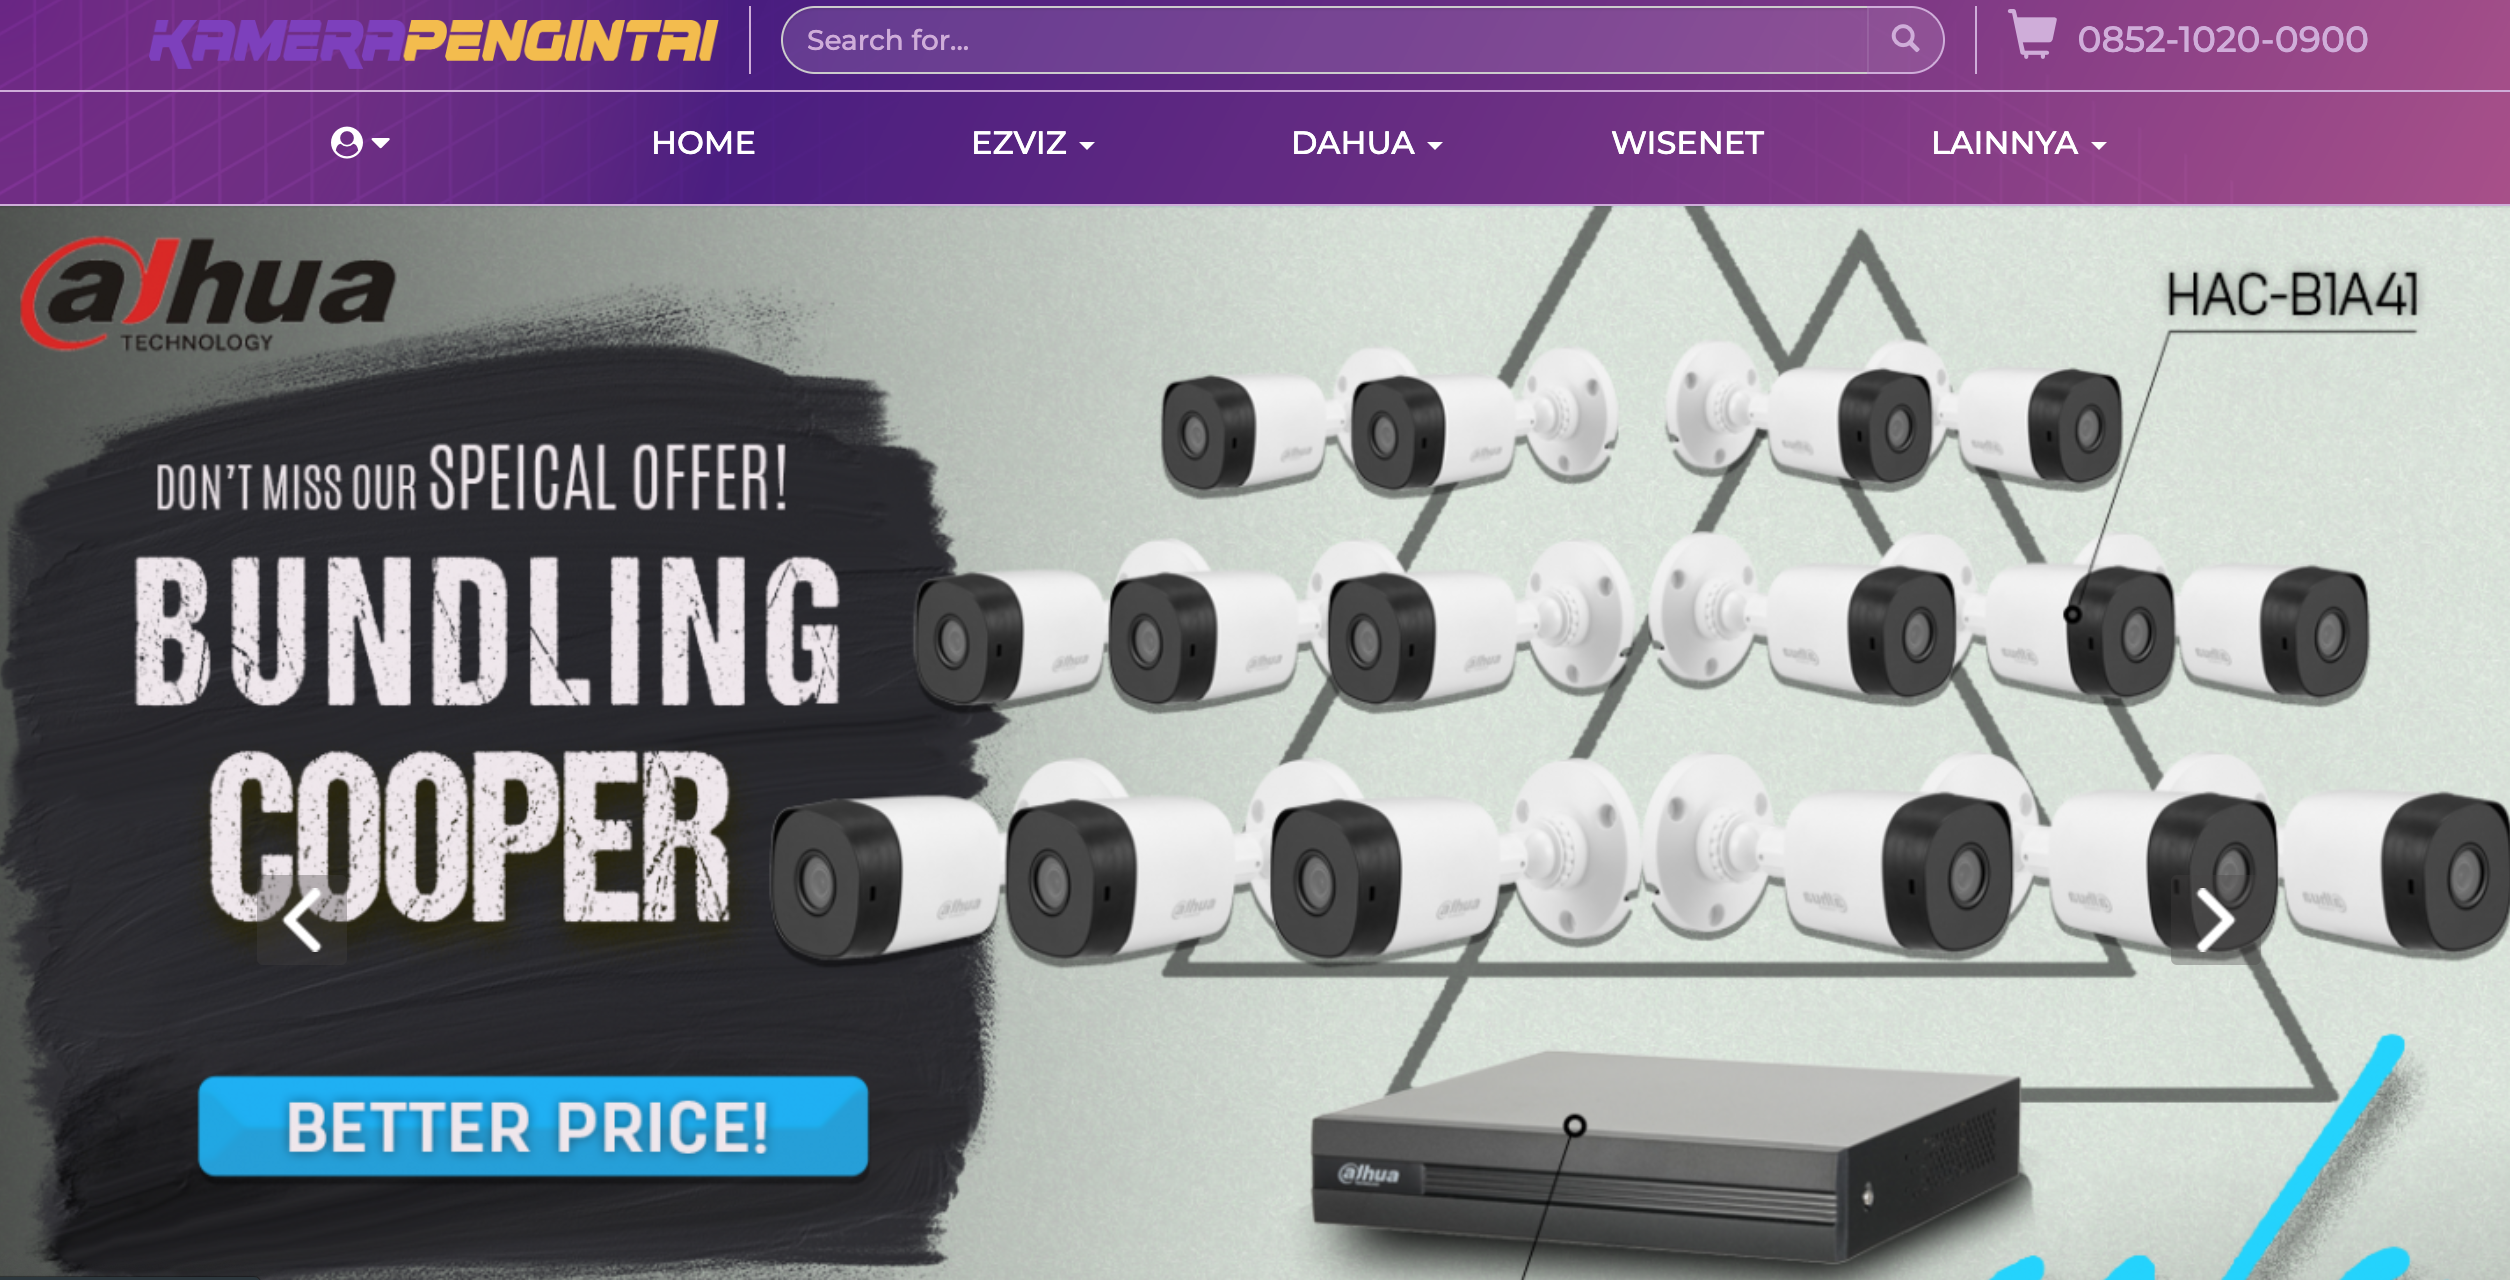 KAMERAPENGINTAI
Search for...
0852-1020-0900
HOME
EZVIZ
DAHUA
WISENET
LAINNYA
alhua
TECHNOLOGY
HAC-B1A41
DON'T MISS OUR SPEICAL OFFER!
BUNDLING
COOPER
BETTER PRICE!
alhua